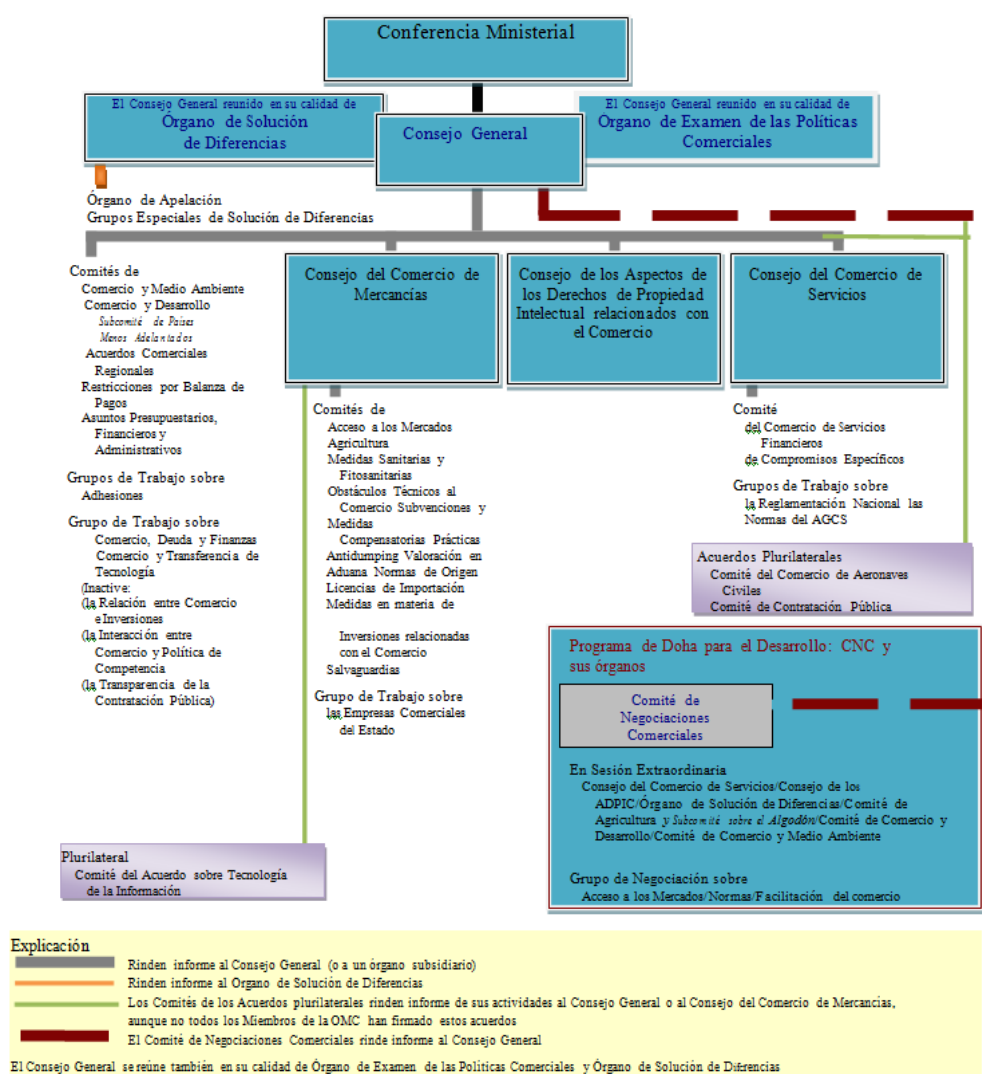 Conferencia Ministerial
El Consejo General reunido en su calidad de
Órgano de Solución
de Diferencias
Consejo General
El Consejo General reunido en su calidad de
Órgano de Examen de las Políticas
Comerciales
Órgano de Apelación
Grupos Especiales de Solución de Diferencias
Comités de
Comercio y Medio Ambiente
Comercio y Desarrollo
Subcomité de Países
Menos Adelantados
Acuerdos Comerciales
Regionales
Restricciones por Balanza de
Pagos
Asuntos Presupuestarios,
Financieros y
Administrativos
Grupos de Trabajo sobre
Adhesiones
Grupo de Trabajo sobre
Comercio, Deuda y Finanzas
Comercio y Transferencia de
Tecnología
(Inactive:
(la Relación entre Comercio
e Inversiones
(la Interacción entre
Comercio y Política de
Competencia
(la Transparencia de la
Contratación Pública)
Consejo del Comercio de
Mercancías
Comités de
Acceso a los Mercados
Agricultura
Medidas Sanitarias y
Fitosanitarias
Obstáculos Técnicos al
Comercio Subvenciones y
Medidas
Compensatorias Prácticas
Antidumping Valoración en
Aduana Normas de Origen
Licencias de Importación
Medidas en materia de
Inversiones relacionadas
con el Comercio
Salvaguardias
Grupo de Trabajo sobre
las Empresas Comerciales
del Estado
Consejo de los Aspectos de
los Derechos de Propiedad
Intelectual relacionados con
el Comercio
Consejo del Comercio de
Servicios
Comité
del Comercio de Servicios
Financieros
de Compromisos Específicos
Grupos de Trabajo sobre
la Reglamentación Nacional las
Normas del AGCS
Acuerdos Plurilaterales
Comité del Comercio de Aeronaves
Civiles
Comité de Contratación Pública
Programa de Doha para el Desarrollo: CNC y
sus órganos
Comité de
Negociaciones
Comerciales
En Sesión Extraordinaria
Consejo del Comercio de Servicios/Consejo de los
ADPIC/Órgano de Solución de Diferencias/Comité de
Agricultura y Subcomité sobre el Algodón/Comité de Comercio y
Desarrollo/Comité de Comercio y Medio Ambiente
Grupo de Negociación sobre
Acceso a los Mercados/Normas/Facilitación del comercio
Plurilateral
Comité del Acuerdo sobre Tecnología
de la Información
Explicación
Rinden informe al Consejo General (o a un órgano subsidiario)
Rinden informe al Organo de Solución de Diferencias
Los Comités de los Acuerdos plurilaterales rinden informe de sus actividades al Consejo General o al Consejo del Comercio de Mercancías,
aunque no todos los Miembros de la OMC han firmado estos acuerdos
El Comité de Negociaciones Comerciales rinde informe al Consejo General
El Consejo General se reúne también en su calidad de Órgano de Examen de las Políticas Comerciales y Órgano de Solución de Diferencias